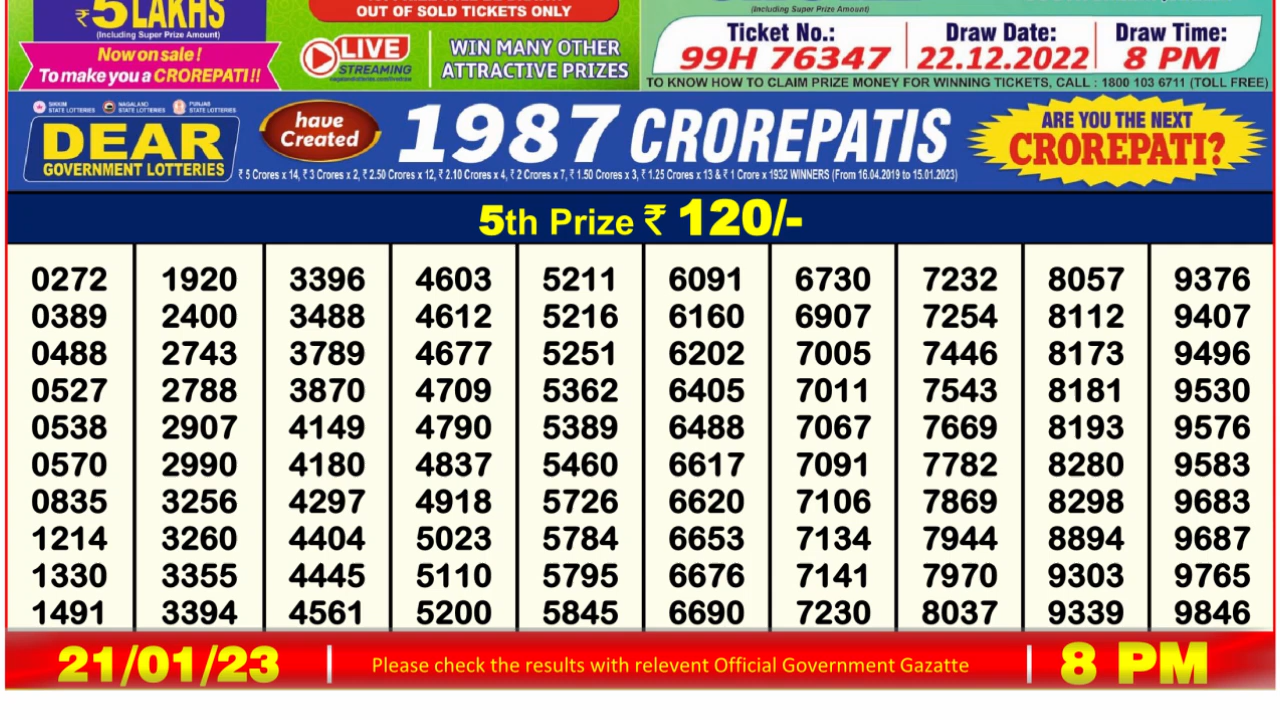 ₹5 LAKHS
(Including Super Prize Amount)
Now on sale !
To make you a CROREPATI !!
OUT OF SOLD TICKETS ONLY
LIVE
STREAMING
WIN MANY OTHER
ATTRACTIVE PRIZES
(Including Super Prize Amount)
Ticket No.: Draw Date: Draw Time:
99H 76347 22.12.2022 8 PM
TO KNOW HOW TO CLAIM PRIZE MONEY FOR WINNING TICKETS, CALL : 1800 103 6711 (TOLL FREE)
SIKKIM STATE LOTTERIES NAGALAND STATE LOTTERIES PUNJAB STATE LOTTERIES
DEAR
GOVERNMENT LOTTERIES
have
Created
1987 CROREPATIS
₹ 5 Crores x 14, ₹ 3 Crores x 2, ₹ 2.50 Crores x 12, ₹ 2.10 Crores x 4, ₹ 2 Crores x 7, ₹ 1.50 Crores x 3, ₹ 1.25 Crores x 13 & ₹ 1 Crore x 1932 WINNERS (From 16.04.2019 to 15.01.2023)
ARE YOU THE NEXT
CROREPATI?
5th Prize ₹ 120/-
0272 1920 3396 4603 5211 6091 6730 7232 8057 9376
0389 2400 3488 4612 5216 6160 6907 7254 8112 9407
0488 2743 3789 4677 5251 6202 7005 7446 8173 9496
0527 2788 3870 4709 5362 6405 7011 7543 8181 9530
0538 2907 4149 4790 5389 6488 7067 7669 8193 9576
0570 2990 4180 4837 5460 6617 7091 7782 8280 9583
0835 3256 4297 4918 5726 6620 7106 7869 8298 9683
1214 3260 4404 5023 5784 6653 7134 7944 8894 9687
1330 3355 4445 5110 5795 6676 7141 7970 9303 9765
1491 3394 4561 5200 5845 6690 7230 8037 9339 9846
21/01/23 Please check the results with relevent Official Government Gazatte 8 PM